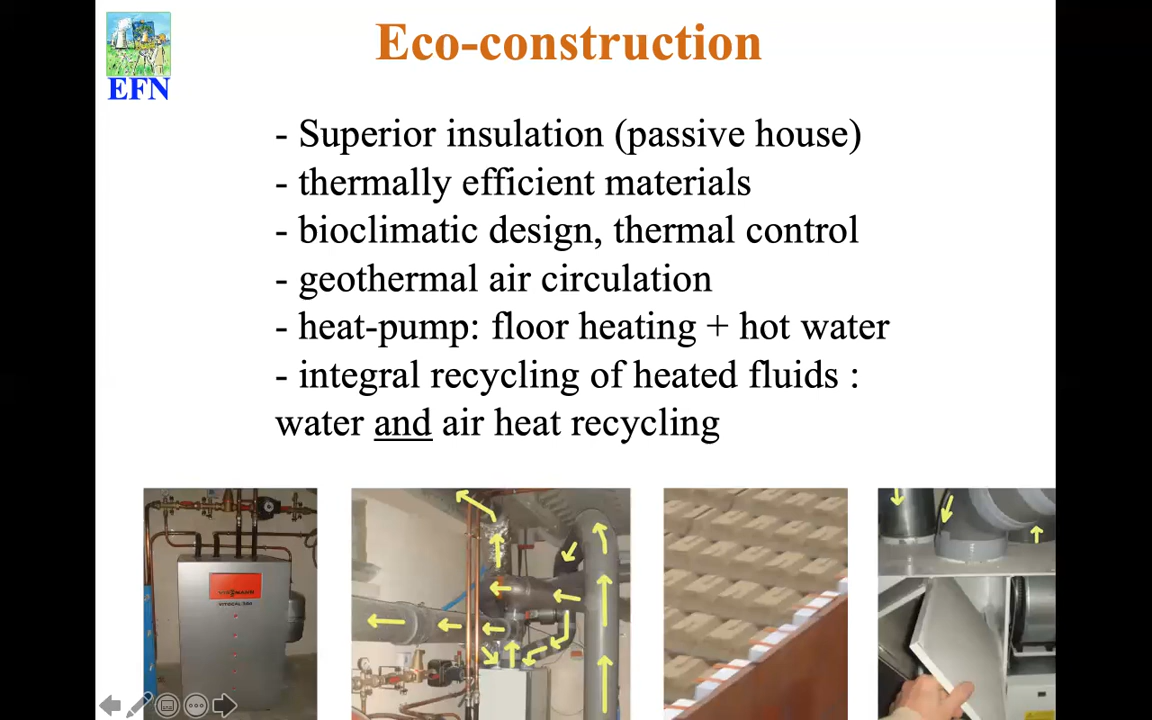 Eco-construction
EFN
- Superior insulation (passive house)
- thermally efficient materials
- bioclimatic design, thermal control
- geothermal air circulation
- heat-pump: floor heating + hot water
- integral recycling of heated fluids :
water and air heat recycling
VIESMANN